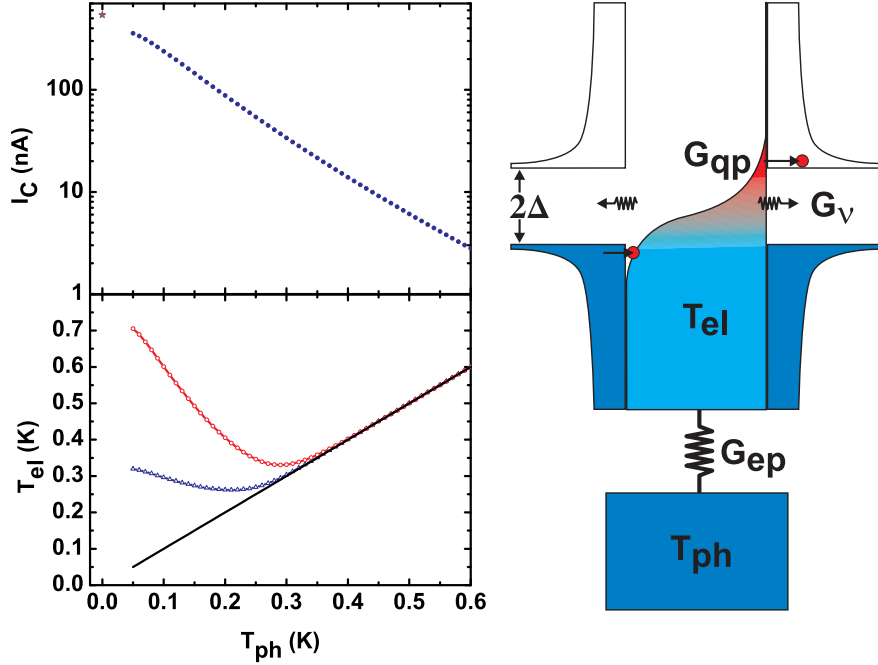 I_C (nA)
100
10
1
T_el (K)
0.7
0.6
0.5
0.4
0.3
0.2
0.1
0.0
0.0 0.1 0.2 0.3 0.4 0.5 0.6
T_ph (K)
G_qp
2Δ
G_ν
T_el
G_ep
T_ph